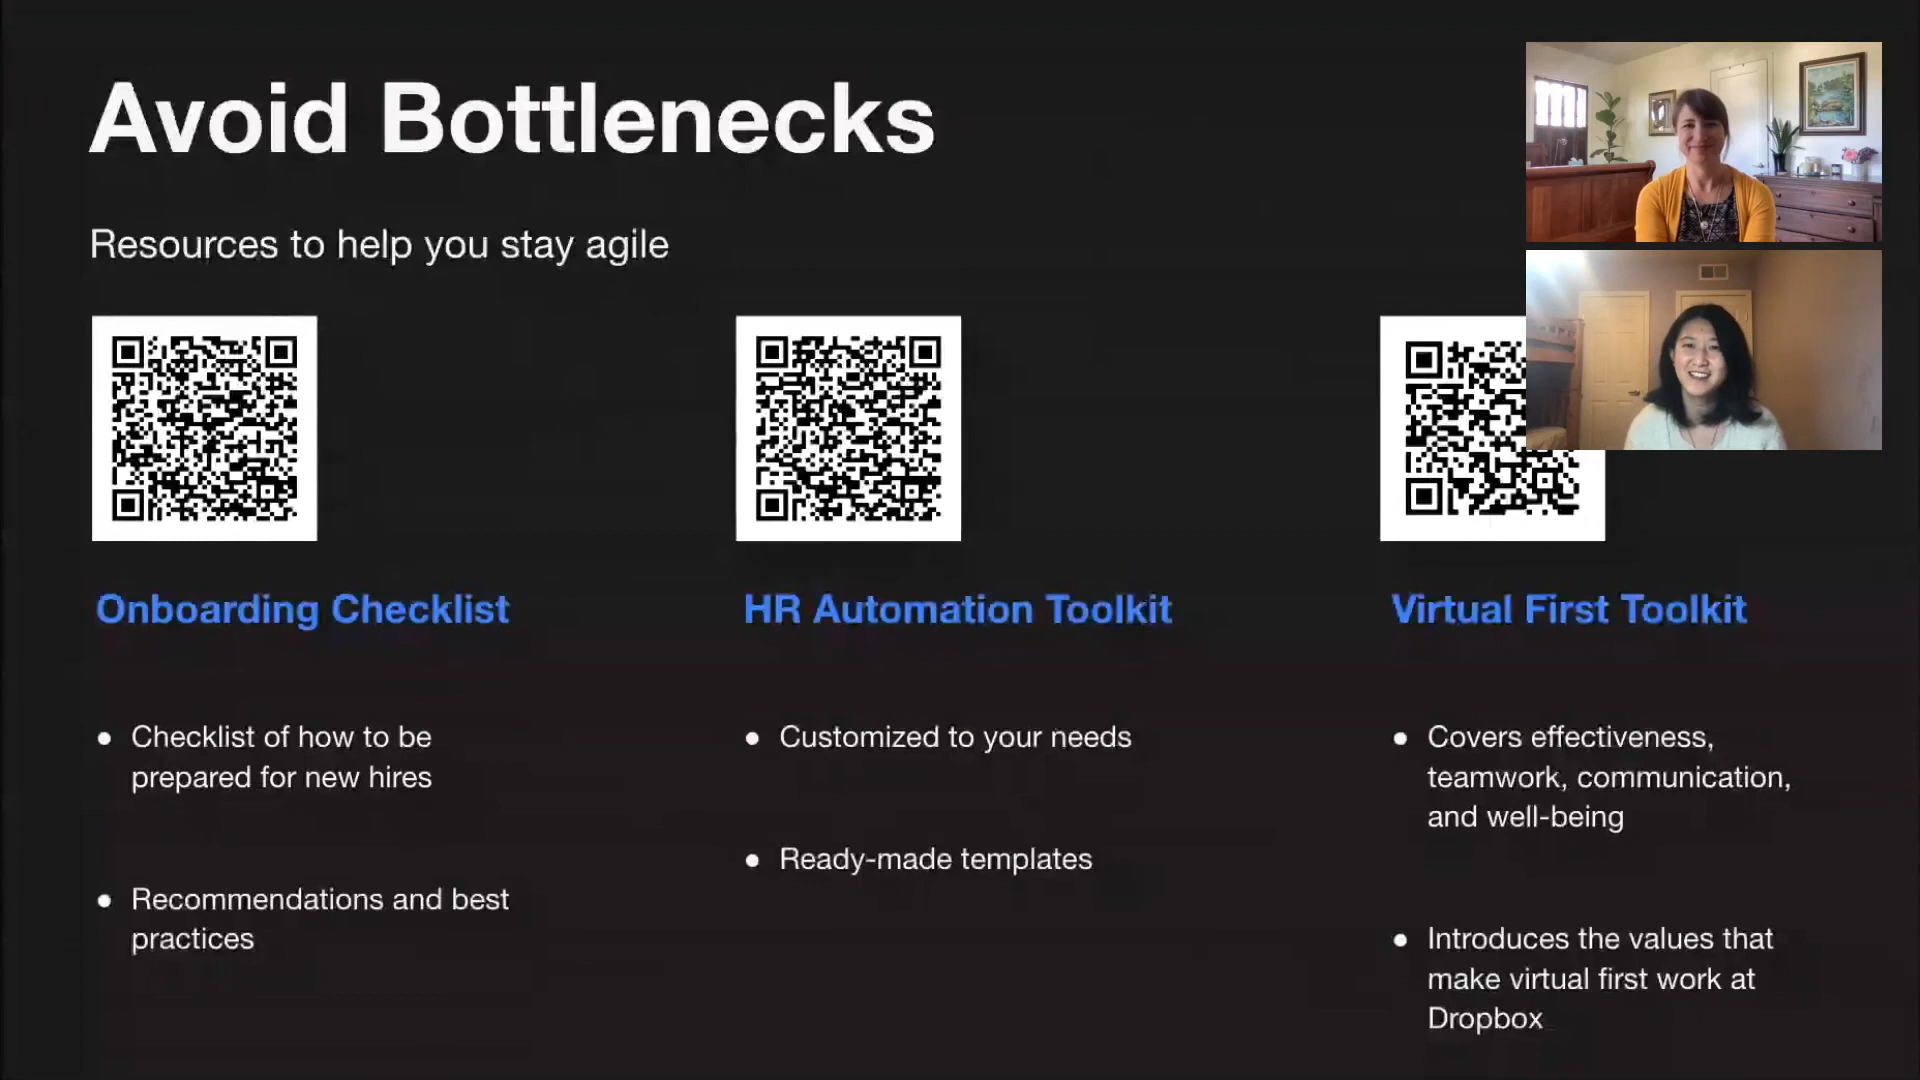 Avoid Bottlenecks
Resources to help you stay agile
Onboarding Checklist
● Checklist of how to be
prepared for new hires
● Recommendations and best
practices
HR Automation Toolkit
● Customized to your needs
● Ready-made templates
Virtual First Toolkit
● Covers effectiveness,
teamwork, communication,
and well-being
● Introduces the values that
make virtual first work at
Dropbox